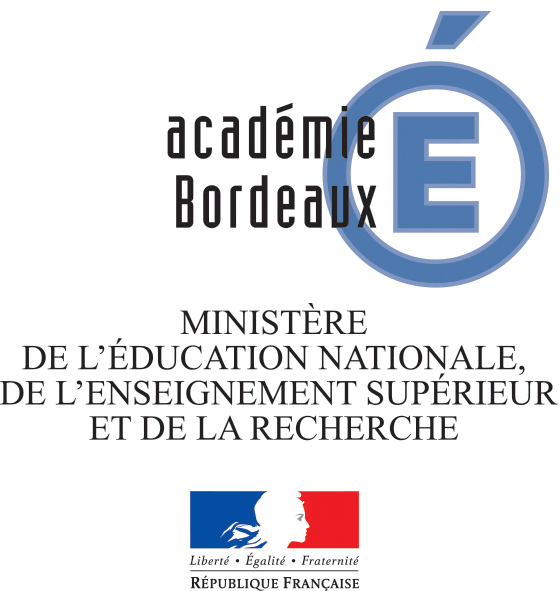 académie
Bordeaux
É
MINISTÈRE
DE L'ÉDUCATION NATIONALE,
DE L'ENSEIGNEMENT SUPÉRIEUR
ET DE LA RECHERCHE
Liberté • Égalité • Fraternité
RÉPUBLIQUE FRANÇAISE